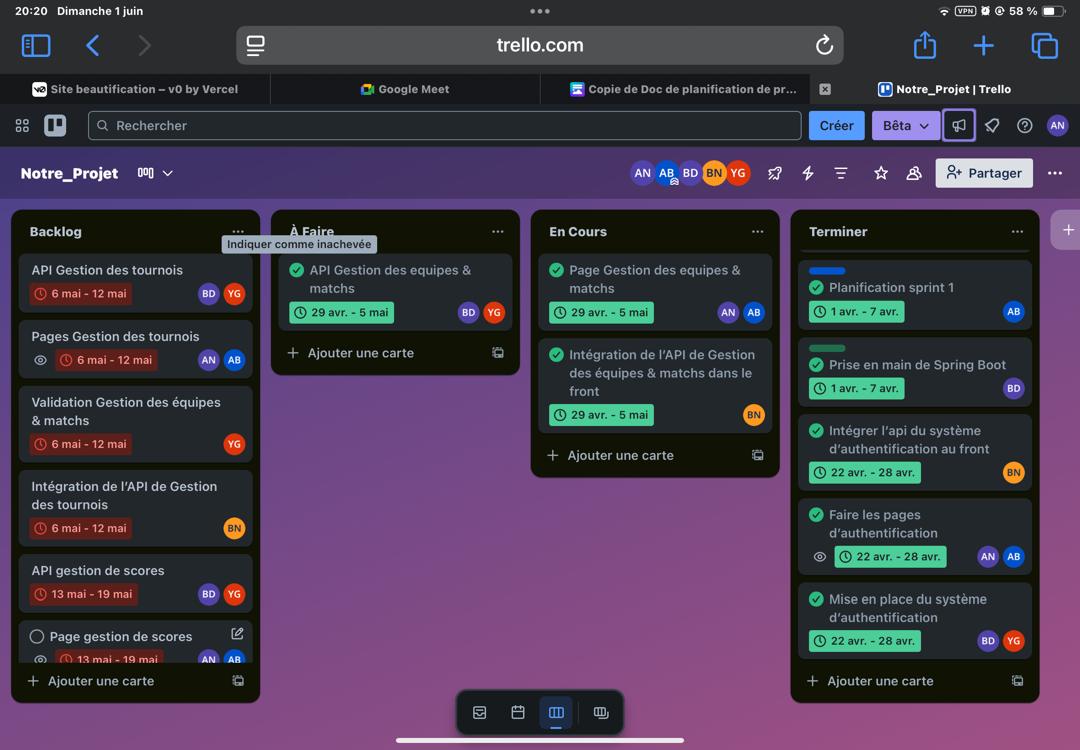 20:20 Dimanche 1 juin
VPN 58 %
trello.com
Site beautification – v0 by Vercel
Google Meet
Copie de Doc de planification de pr...
Notre_Projet | Trello
Rechercher
Créer
Bêta
AN
Notre_Projet
AN AB BD BN YG
Partager
Backlog
API Gestion des tournois
6 mai - 12 mai BD YG
Pages Gestion des tournois
6 mai - 12 mai AN AB
Validation Gestion des équipes
& matchs
6 mai - 12 mai YG
Intégration de l’API de Gestion
des tournois
6 mai - 12 mai BN
API gestion de scores
13 mai - 19 mai BD YG
Page gestion de scores
13 mai - 19 mai AN AB
Ajouter une carte
À Faire
Indiquer comme inachevée
API Gestion des equipes &
matchs
29 avr. - 5 mai BD YG
Ajouter une carte
En Cours
Page Gestion des equipes &
matchs
29 avr. - 5 mai AN AB
Intégration de l’API de Gestion
des équipes & matchs dans le
front
29 avr. - 5 mai BN
Ajouter une carte
Terminer
Planification sprint 1
1 avr. - 7 avr. AB
Prise en main de Spring Boot
1 avr. - 7 avr. BD
Intégrer l’api du système
d’authentification au front
22 avr. - 28 avr. BN
Faire les pages
d’authentification
22 avr. - 28 avr. AN AB
Mise en place du système
d’authentification
22 avr. - 28 avr. BD YG
Ajouter une carte